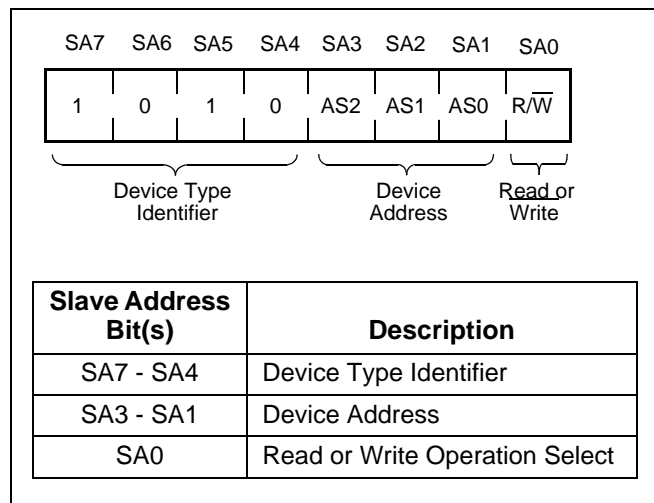 SA7 SA6 SA5 SA4 SA3 SA2 SA1 SA0
1 0 1 0 AS2 AS1 AS0 R/W̅
Device Type Device Read or
Identifier Address W̅r̅i̅t̅e̅
Slave Address
Bit(s) Description
SA7 - SA4 Device Type Identifier
SA3 - SA1 Device Address
SA0 Read or Write Operation Select